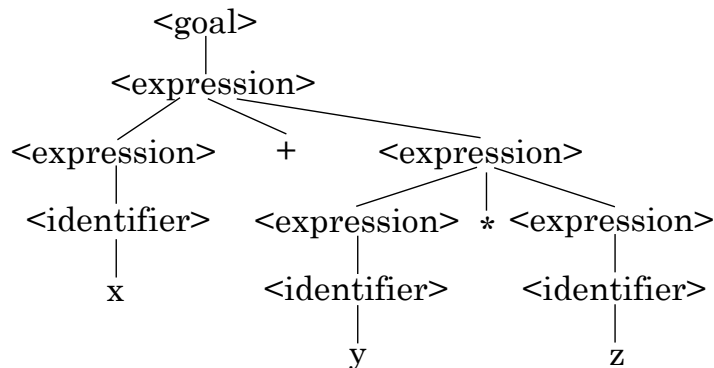 <goal>
<expression>
<expression> + <expression>
<identifier> <expression> * <expression>
x <identifier> <identifier>
y z